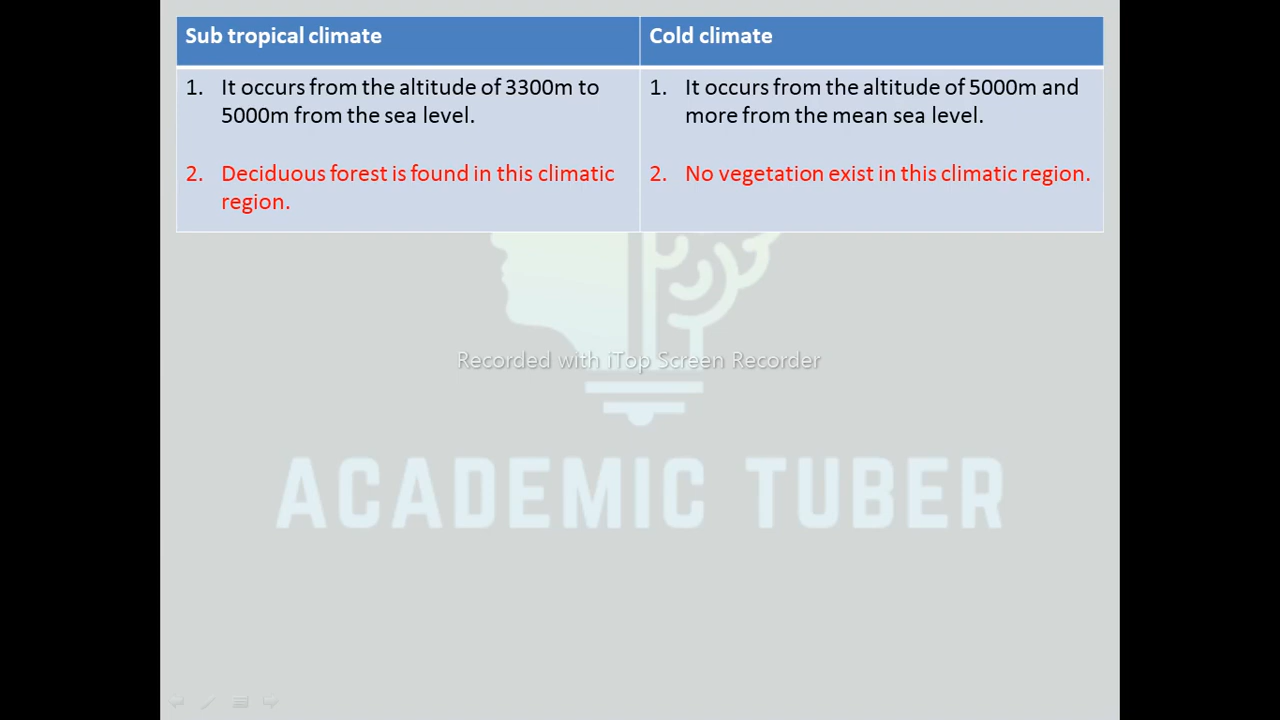 Sub tropical climate
Cold climate
1. It occurs from the altitude of 3300m to
5000m from the sea level.
2. Deciduous forest is found in this climatic
region.
1. It occurs from the altitude of 5000m and
more from the mean sea level.
2. No vegetation exist in this climatic region.
Recorded with iTop Screen Recorder
ACADEMIC TUBER